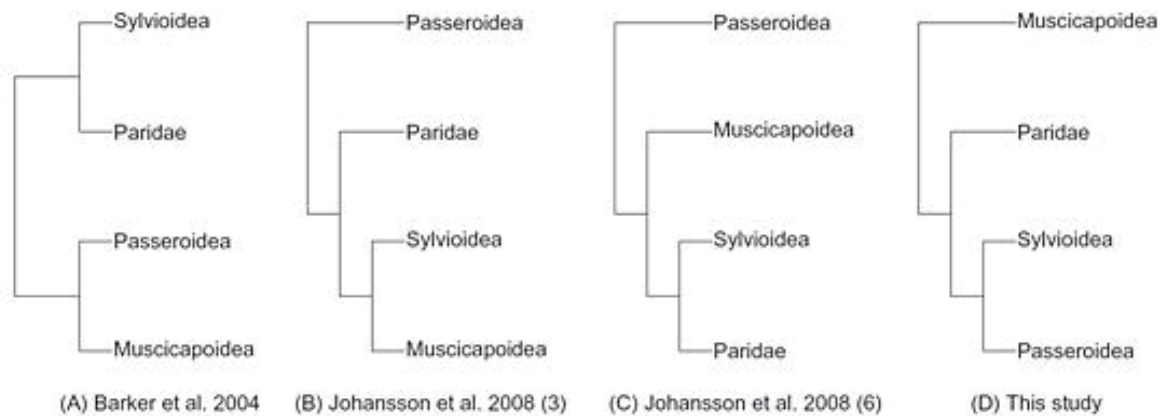 Sylvioidea
Paridae
Passeroidea
Muscicapoidea
(A) Barker et al. 2004
Passeroidea
Paridae
Sylvioidea
Muscicapoidea
(B) Johansson et al. 2008 (3)
Passeroidea
Muscicapoidea
Sylvioidea
Paridae
(C) Johansson et al. 2008 (6)
Muscicapoidea
Paridae
Sylvioidea
Passeroidea
(D) This study